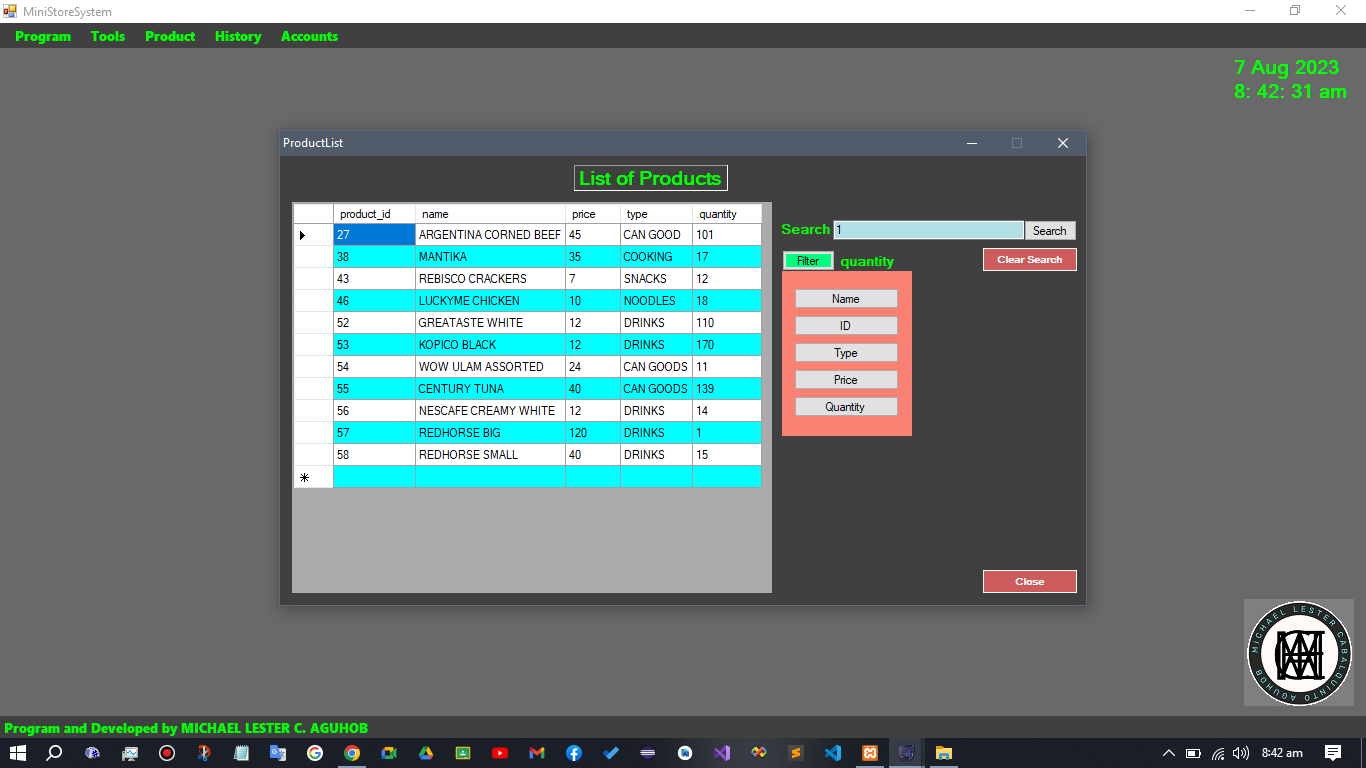 MiniStoreSystem
Program Tools Product History Accounts
7 Aug 2023
8: 42: 31 am
ProductList
List of Products
product_id name price type quantity
27 ARGENTINA CORNED BEEF 45 CAN GOOD 101
38 MANTIKA 35 COOKING 17
43 REBISCO CRACKERS 7 SNACKS 12
46 LUCKYME CHICKEN 10 NOODLES 18
52 GREATASTE WHITE 12 DRINKS 110
53 KOPICO BLACK 12 DRINKS 170
54 WOW ULAM ASSORTED 24 CAN GOODS 11
55 CENTURY TUNA 40 CAN GOODS 139
56 NESCAFE CREAMY WHITE 12 DRINKS 14
57 REDHORSE BIG 120 DRINKS 1
58 REDHORSE SMALL 40 DRINKS 15
Search 1 Search
Filter quantity Clear Search
Name
ID
Type
Price
Quantity
Close
MICHAEL LESTER CABALQUINTO AGUHOB
Program and Developed by MICHAEL LESTER C. AGUHOB
8:42 am